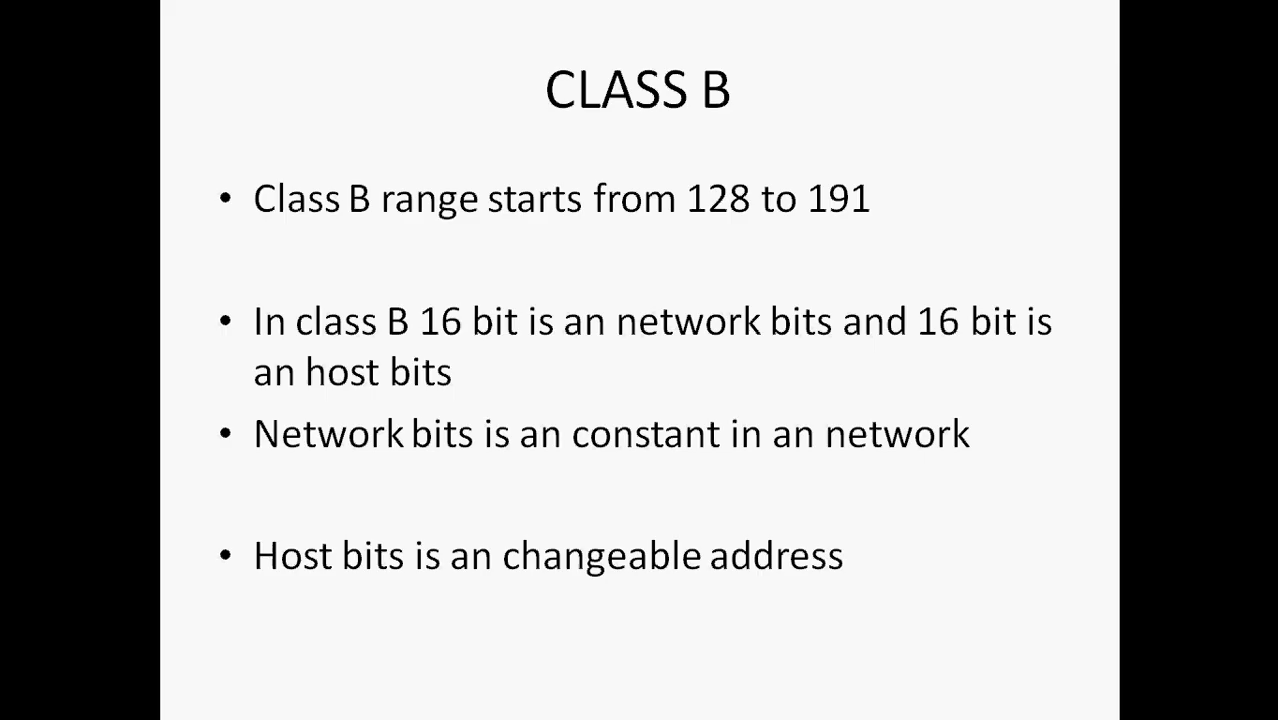 CLASS B
• Class B range starts from 128 to 191
• In class B 16 bit is an network bits and 16 bit is
an host bits
• Network bits is an constant in an network
• Host bits is an changeable address